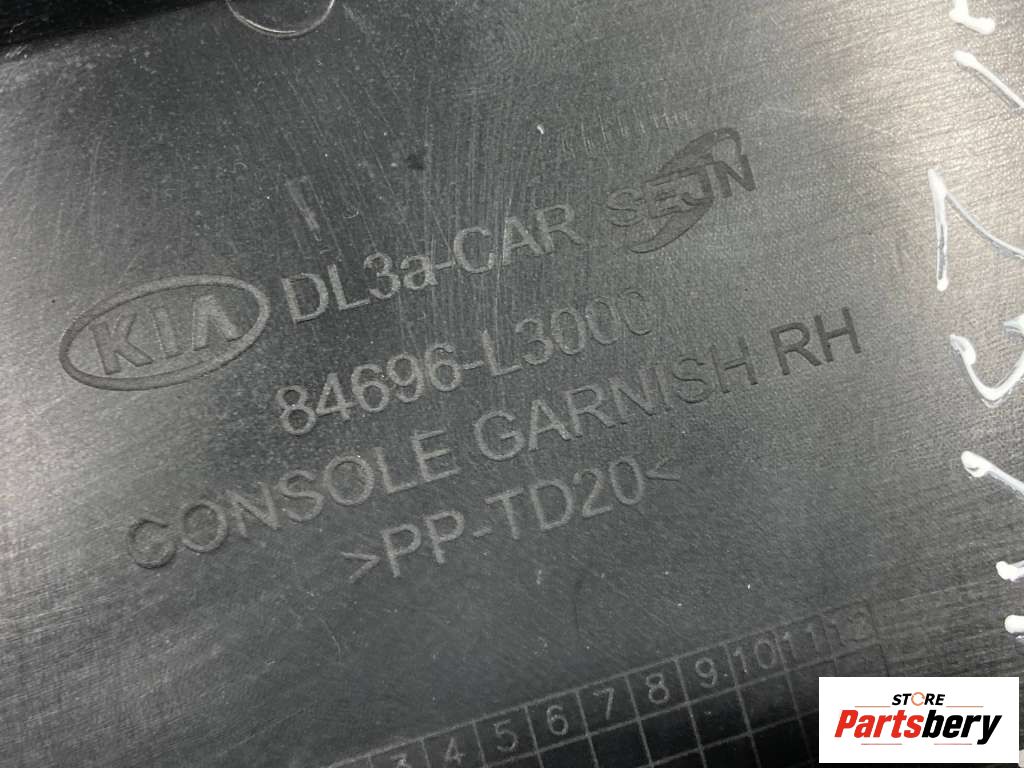 KIA DL3a-CAR SEJIN
84696-L3000
CONSOLE GARNISH RH
>PP-TD20<
3 4 5 6 7 8 9 10 11 12
STORE
Partsbery